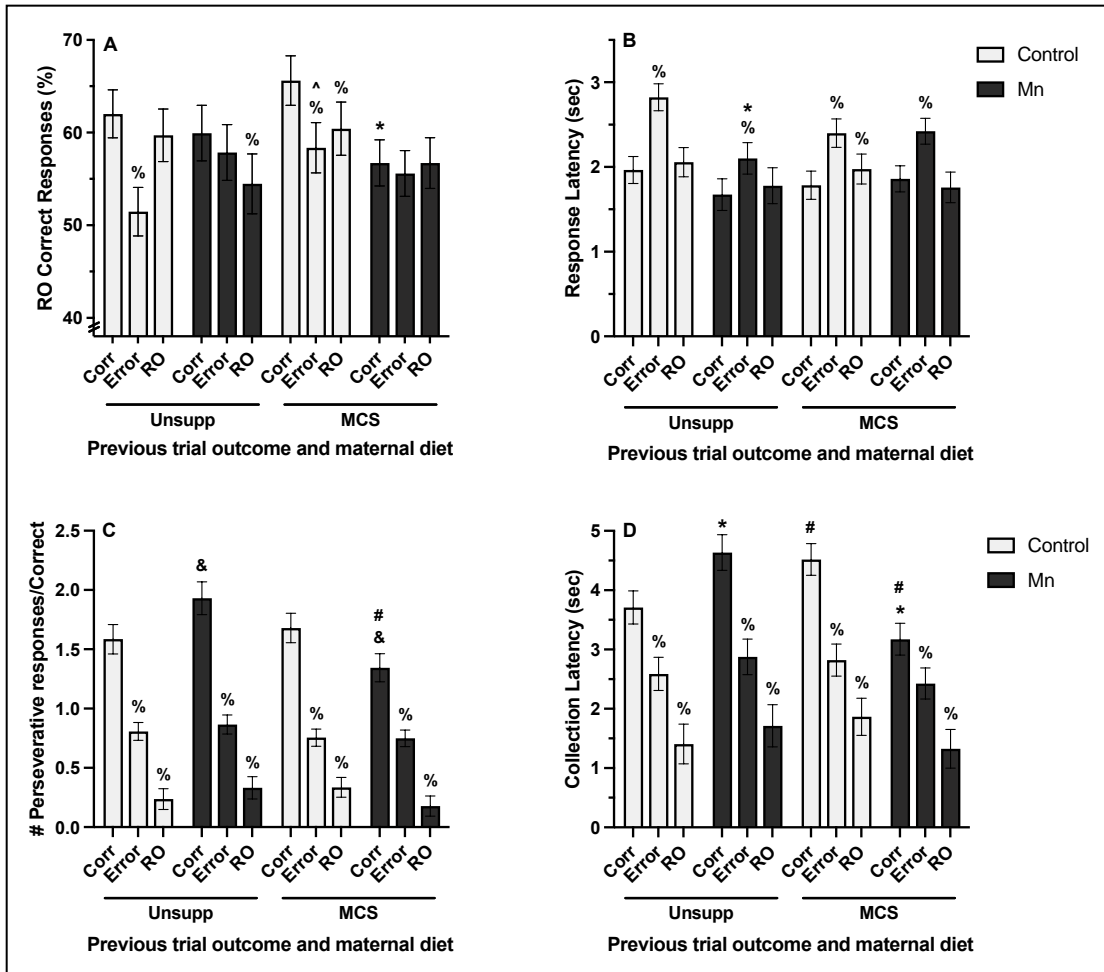 A
RO Correct Responses (%)
70
60
50
40
%
%
^
%
%
*
Corr Error RO Corr Error RO Corr Error RO Corr Error RO
Unsupp MCS
Previous trial outcome and maternal diet
B
Response Latency (sec)
3
2
1
0
%
*
%
%
%
%
Corr Error RO Corr Error RO Corr Error RO Corr Error RO
Unsupp MCS
Previous trial outcome and maternal diet
Control
Mn
C
# Perseverative responses/Correct
2.5
2.0
1.5
1.0
0.5
0.0
%
%
&
%
%
%
%
#
&
%
%
Corr Error RO Corr Error RO Corr Error RO Corr Error RO
Unsupp MCS
Previous trial outcome and maternal diet
D
Collection Latency (sec)
5
4
3
2
1
0
%
%
*
%
%
#
%
%
#
*
%
%
Corr Error RO Corr Error RO Corr Error RO Corr Error RO
Unsupp MCS
Previous trial outcome and maternal diet
Control
Mn